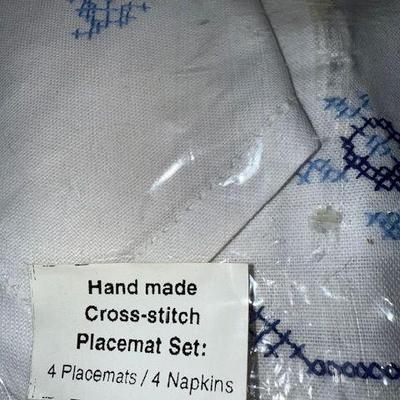 Hand made
Cross-stitch
Placemat Set:
4 Placemats / 4 Napkins